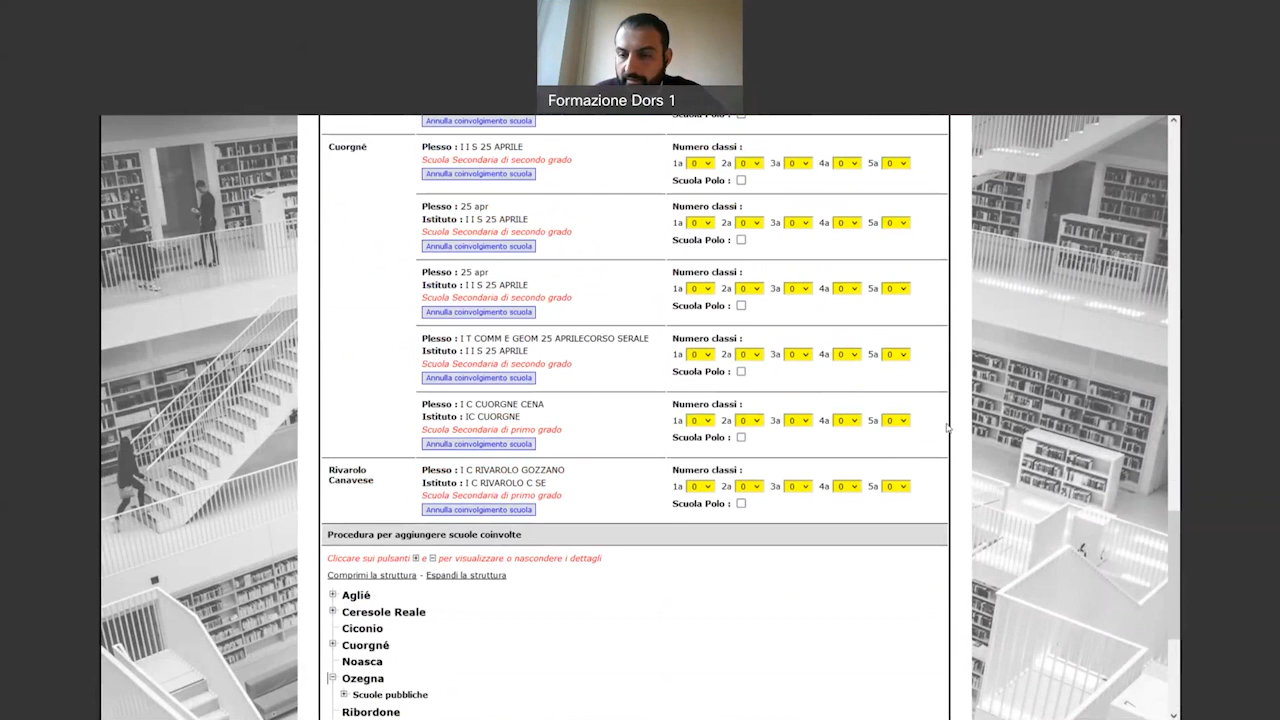 Formazione Dors 1
Annulla coinvolgimento scuola
Scuola Polo :
Cuorgné
Plesso : I I S 25 APRILE
Scuola Secondaria di secondo grado
Annulla coinvolgimento scuola
Numero classi :
1a 0 2a 0 3a 0 4a 0 5a 0
Scuola Polo :
Plesso : 25 apr
Istituto : I I S 25 APRILE
Scuola Secondaria di secondo grado
Annulla coinvolgimento scuola
Numero classi :
1a 0 2a 0 3a 0 4a 0 5a 0
Scuola Polo :
Plesso : 25 apr
Istituto : I I S 25 APRILE
Scuola Secondaria di secondo grado
Annulla coinvolgimento scuola
Numero classi :
1a 0 2a 0 3a 0 4a 0 5a 0
Scuola Polo :
Plesso : I T COMM E GEOM 25 APRILECORSO SERALE
Istituto : I I S 25 APRILE
Scuola Secondaria di secondo grado
Annulla coinvolgimento scuola
Numero classi :
1a 0 2a 0 3a 0 4a 0 5a 0
Scuola Polo :
Plesso : I C CUORGNE CENA
Istituto : IC CUORGNE
Scuola Secondaria di primo grado
Annulla coinvolgimento scuola
Numero classi :
1a 0 2a 0 3a 0 4a 0 5a 0
Scuola Polo :
Rivarolo
Canavese
Plesso : I C RIVAROLO GOZZANO
Istituto : I C RIVAROLO C SE
Scuola Secondaria di primo grado
Annulla coinvolgimento scuola
Numero classi :
1a 0 2a 0 3a 0 4a 0 5a 0
Scuola Polo :
Procedura per aggiungere scuole coinvolte
Cliccare sui pulsanti + e - per visualizzare o nascondere i dettagli
Comprimi la struttura - Espandi la struttura
Aglié
Ceresole Reale
Ciconio
Cuorgné
Noasca
Ozegna
Scuole pubbliche
Ribordone